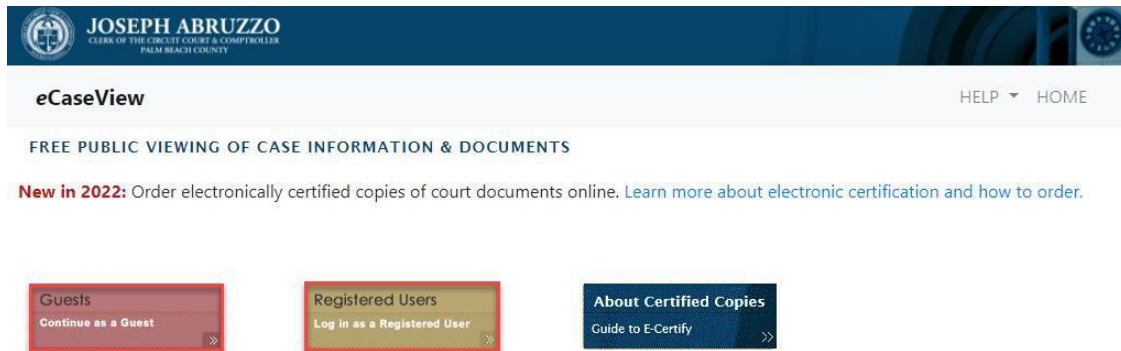 JOSEPH ABRUZZO
CLERK OF THE CIRCUIT COURT & COMPTROLLER
PALM BEACH COUNTY
eCaseView HELP HOME
FREE PUBLIC VIEWING OF CASE INFORMATION & DOCUMENTS
New in 2022: Order electronically certified copies of court documents online. Learn more about electronic certification and how to order.
Guests
Continue as a Guest
»
Registered Users
Log in as a Registered User
»
About Certified Copies
Guide to E-Certify
»